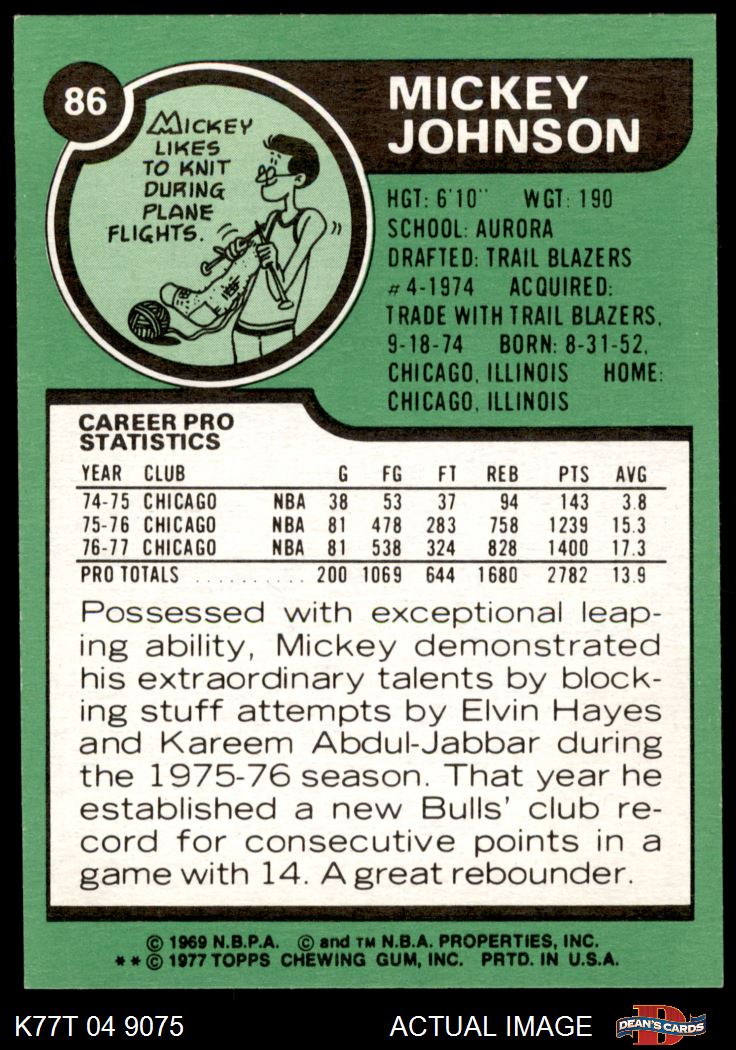 86
MICKEY
LIKES
TO KNIT
DURING
PLANE
FLIGHTS.
MICKEY
JOHNSON
HGT: 6'10" WGT: 190
SCHOOL: AURORA
DRAFTED: TRAIL BLAZERS
#4-1974 ACQUIRED:
TRADE WITH TRAIL BLAZERS,
9-18-74 BORN: 8-31-52,
CHICAGO, ILLINOIS HOME:
CHICAGO, ILLINOIS
CAREER PRO
STATISTICS
YEAR CLUB G FG FT REB PTS AVG
74-75 CHICAGO NBA 38 53 37 94 143 3.8
75-76 CHICAGO NBA 81 478 283 758 1239 15.3
76-77 CHICAGO NBA 81 538 324 828 1400 17.3
PRO TOTALS .......... 200 1069 644 1680 2782 13.9
Possessed with exceptional leap-
ing ability, Mickey demonstrated
his extraordinary talents by block-
ing stuff attempts by Elvin Hayes
and Kareem Abdul-Jabbar during
the 1975-76 season. That year he
established a new Bulls' club re-
cord for consecutive points in a
game with 14. A great rebounder.
© 1969 N.B.P.A. © and TM N.B.A. PROPERTIES, INC.
** © 1977 TOPPS CHEWING GUM, INC. PRTD. IN U.S.A.
K77T 04 9075 ACTUAL IMAGE D DEAN'S CARDS